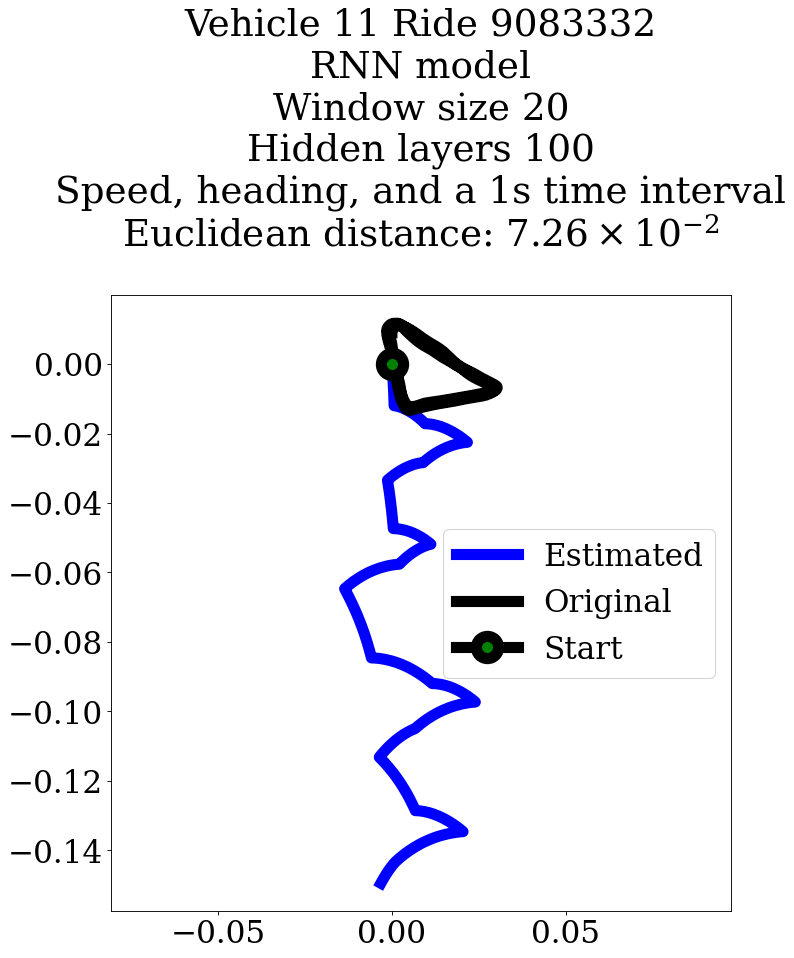 Vehicle 11 Ride 9083332
RNN model
Window size 20
Hidden layers 100
Speed, heading, and a 1s time interval
Euclidean distance: 7.26 × 10⁻²
0.00
−0.02
−0.04
−0.06
−0.08
−0.10
−0.12
−0.14
Estimated
Original
Start
−0.05 0.00 0.05